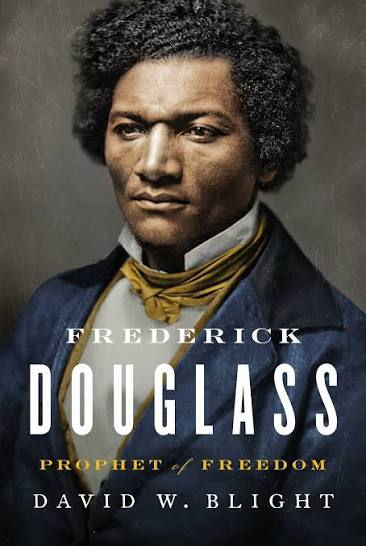 FREDERICK
DOUGLASS
PROPHET of FREEDOM
DAVID W. BLIGHT